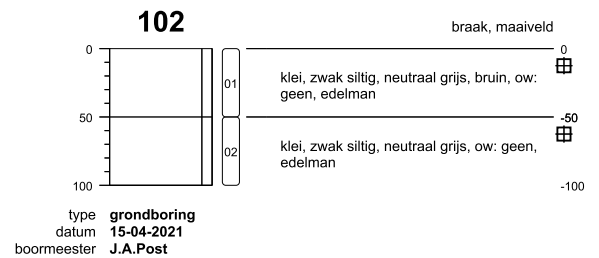 102
braak, maaiveld
0
0
01
klei, zwak siltig, neutraal grijs, bruin, ow:
geen, edelman
50
-50
02
klei, zwak siltig, neutraal grijs, ow: geen,
edelman
100
-100
type grondboring
datum 15-04-2021
boormeester J.A.Post